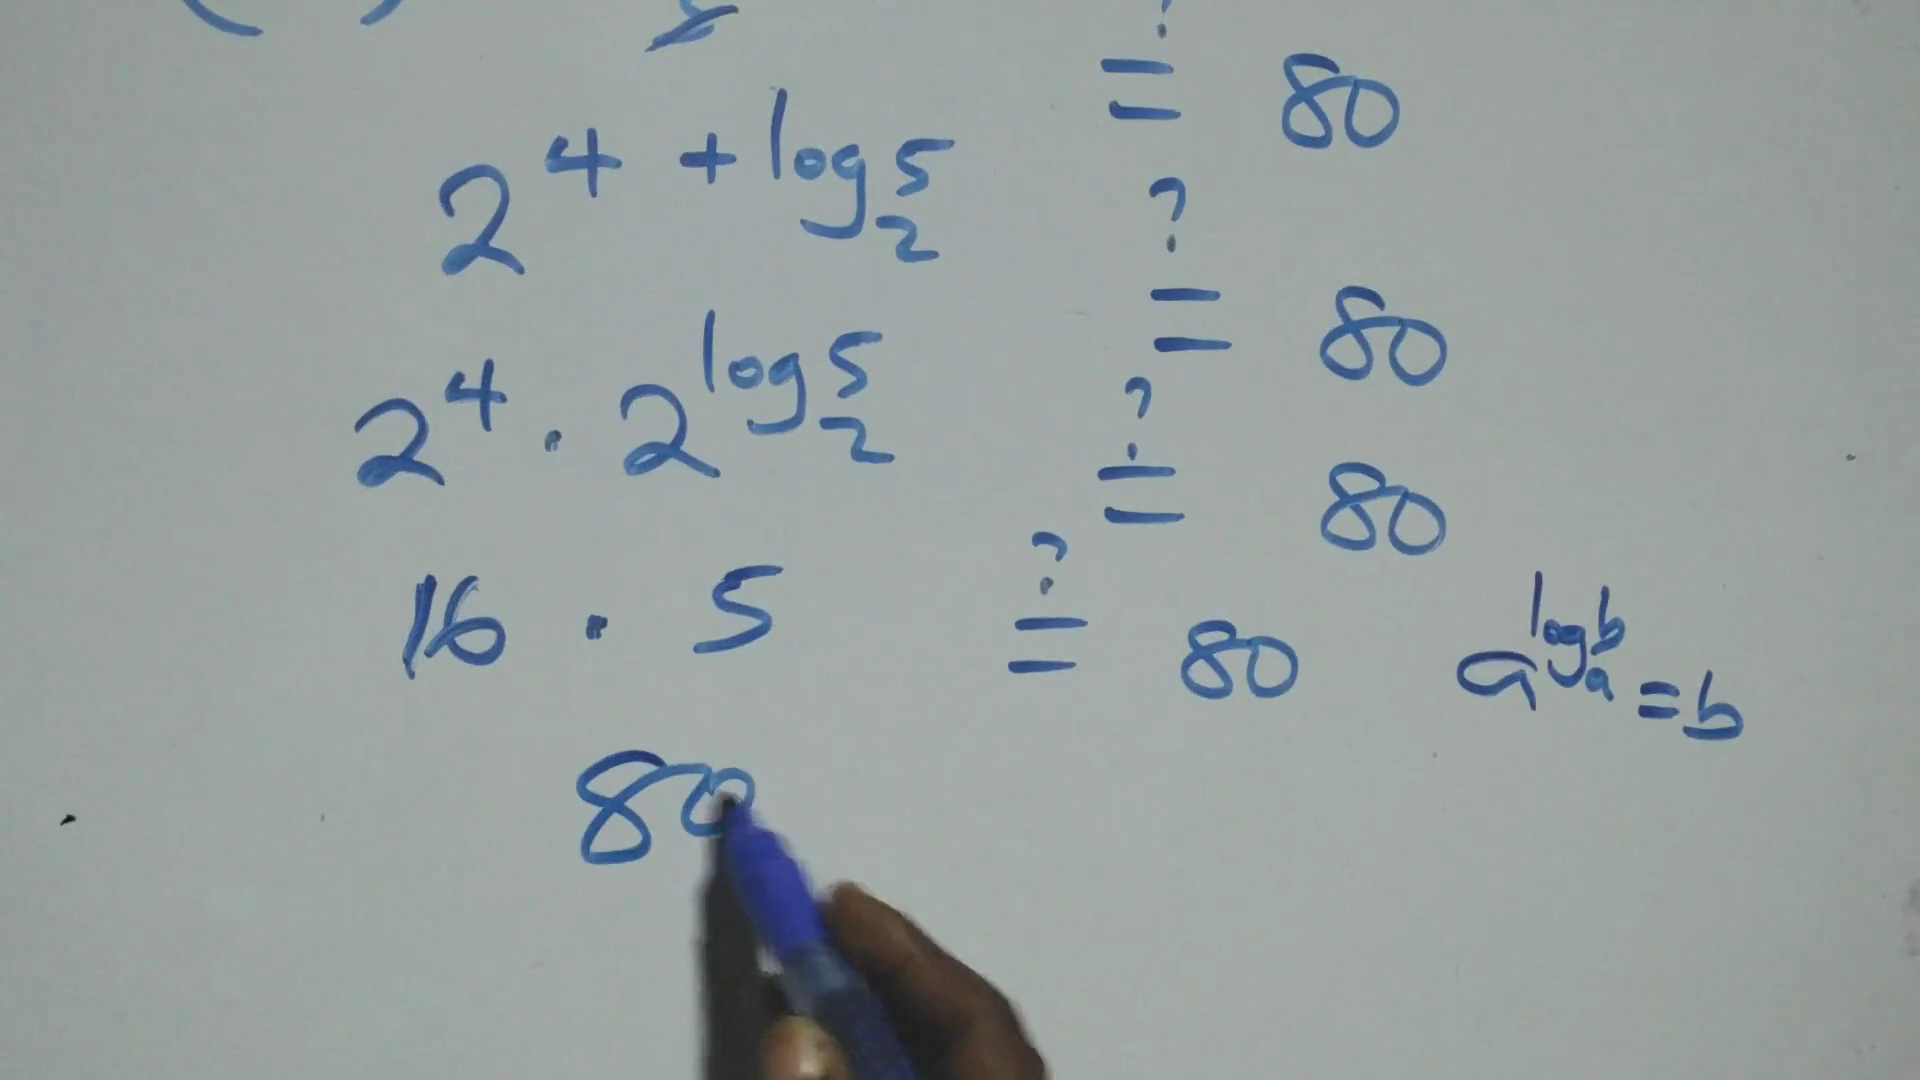 ? = 80
2^(4 + log_2 5) ? = 80
2^4 · 2^(log_2 5) ? = 80
16 · 5 ? = 80
a^(log_a b) = b
80